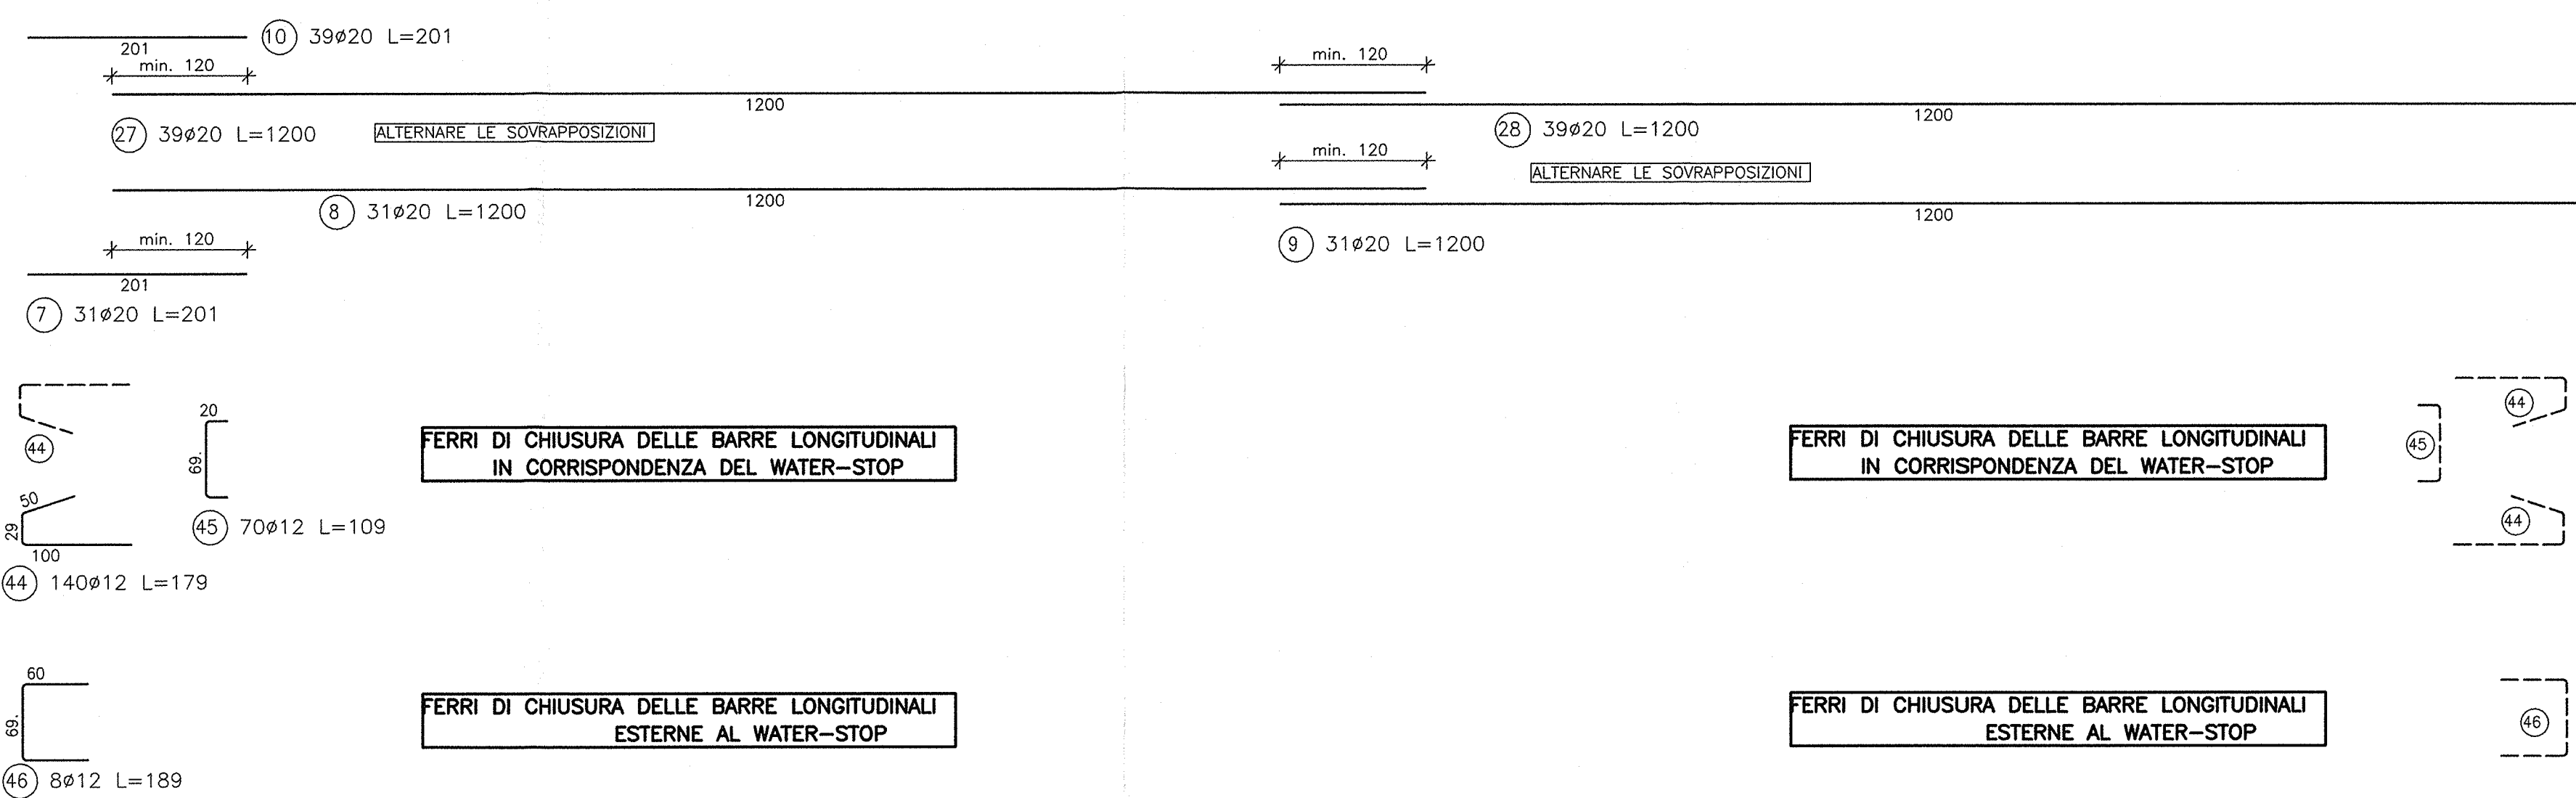 10 39ø20 L=201
201
min. 120
min. 120
1200
1200
27 39ø20 L=1200
ALTERNARE LE SOVRAPPOSIZIONI
28 39ø20 L=1200
min. 120
ALTERNARE LE SOVRAPPOSIZIONI
1200
1200
8 31ø20 L=1200
min. 120
9 31ø20 L=1200
201
7 31ø20 L=201
44
20
69.
45 70ø12 L=109
50
29
100
44 140ø12 L=179
FERRI DI CHIUSURA DELLE BARRE LONGITUDINALI
IN CORRISPONDENZA DEL WATER-STOP
FERRI DI CHIUSURA DELLE BARRE LONGITUDINALI
IN CORRISPONDENZA DEL WATER-STOP
45
44
44
60
69.
46 8ø12 L=189
FERRI DI CHIUSURA DELLE BARRE LONGITUDINALI
ESTERNE AL WATER-STOP
FERRI DI CHIUSURA DELLE BARRE LONGITUDINALI
ESTERNE AL WATER-STOP
46